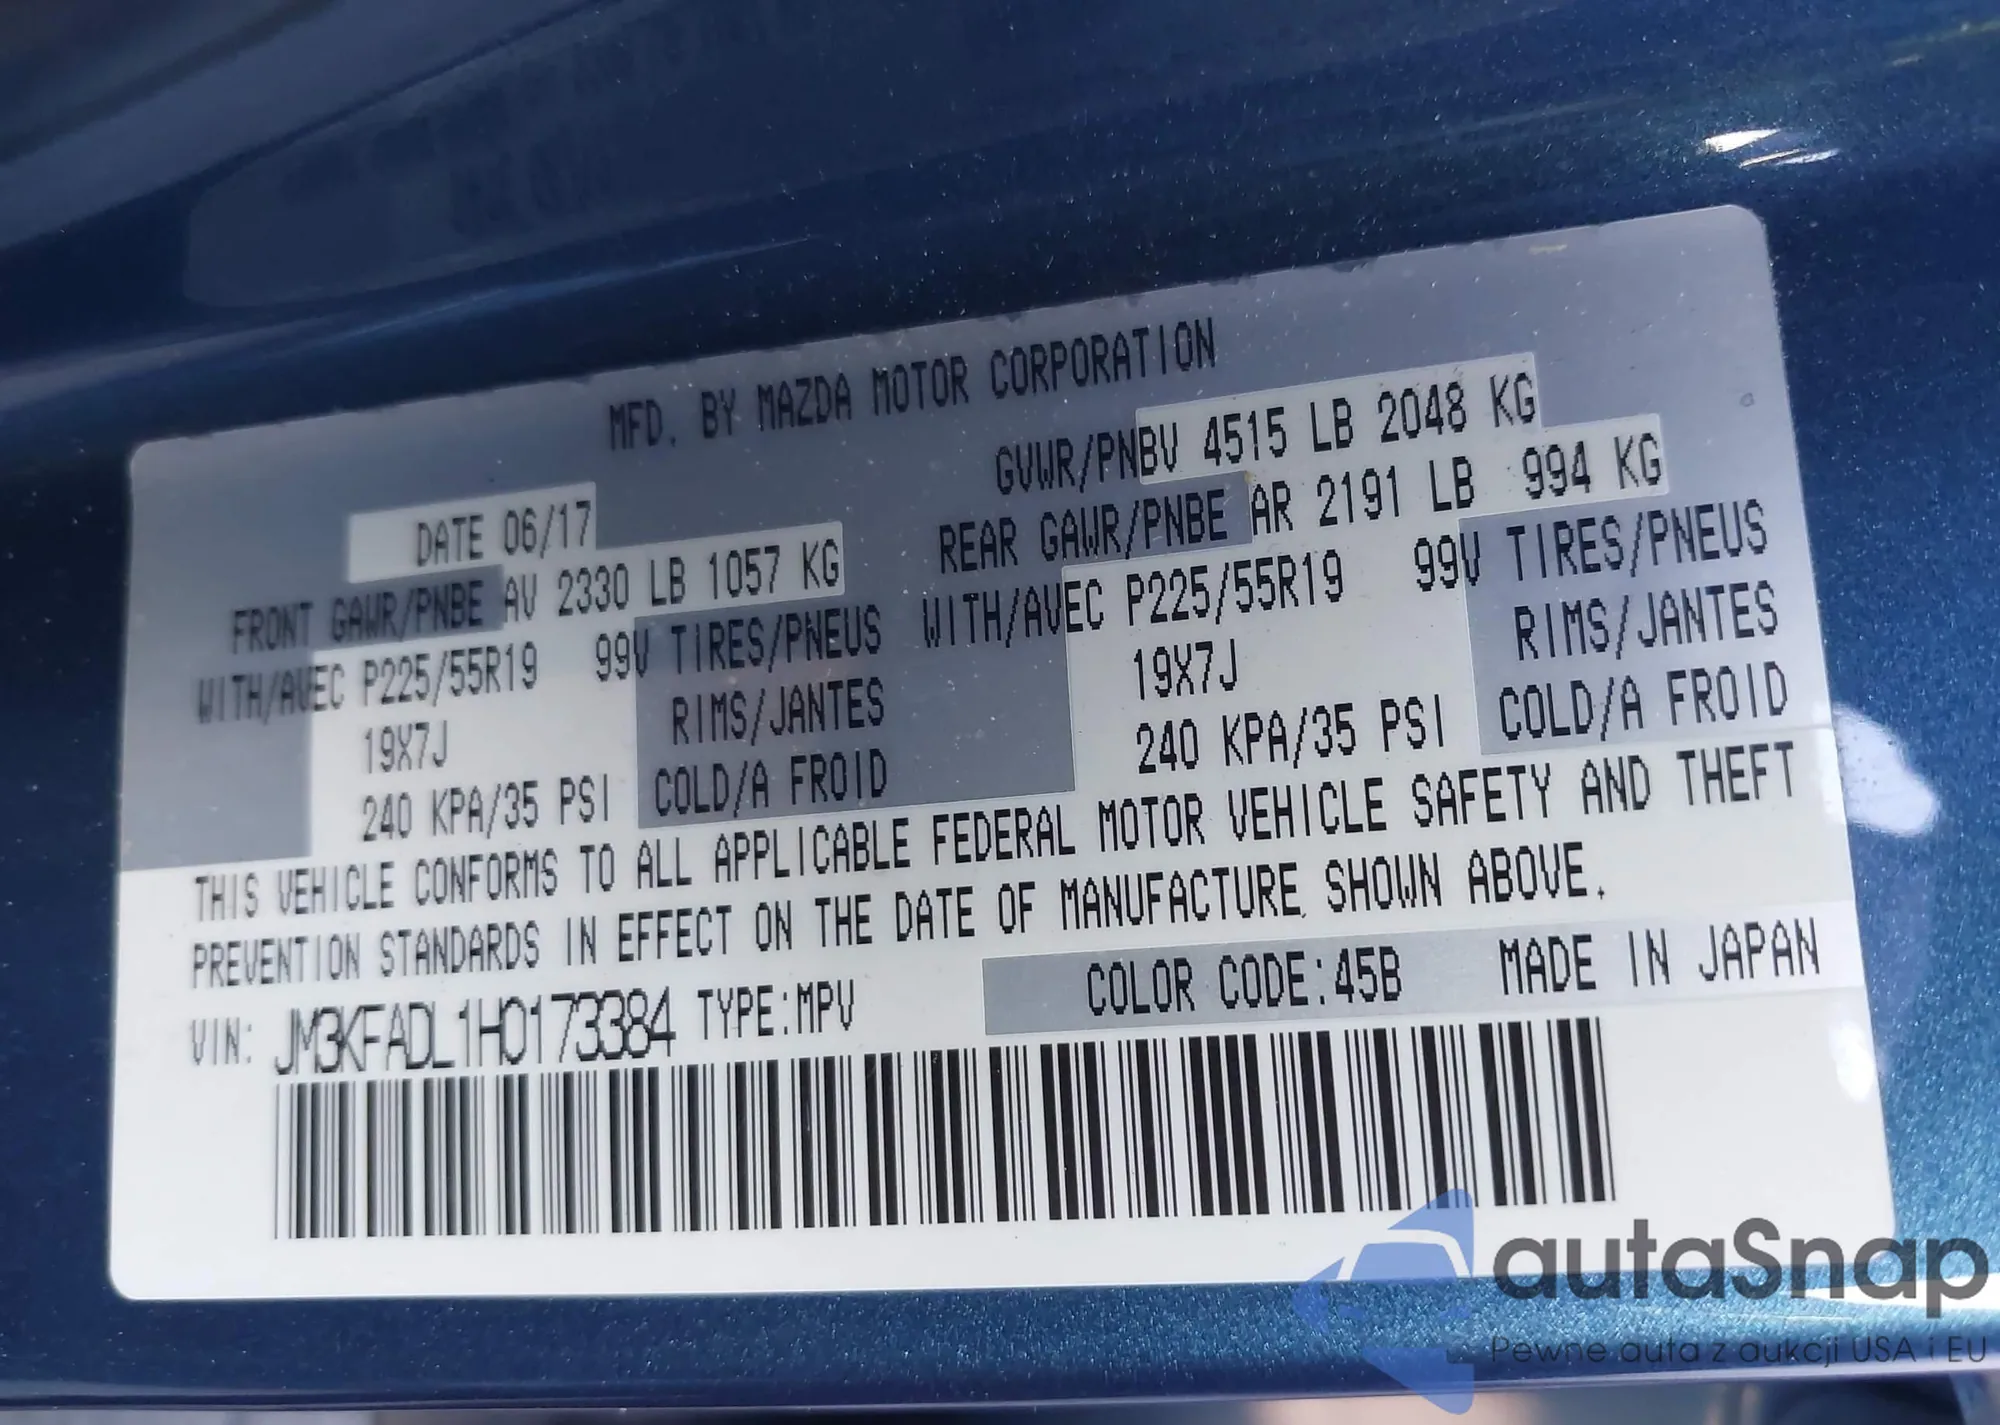 MFD. BY MAZDA MOTOR CORPORATION
DATE 06/17
GVWR/PNBV 4515 LB 2048 KG
FRONT GAWR/PNBE AV 2330 LB 1057 KG
REAR GAWR/PNBE AR 2191 LB 994 KG
WITH/AVEC P225/55R19 99V TIRES/PNEUS
WITH/AVEC P225/55R19 99V TIRES/PNEUS
19X7J RIMS/JANTES
19X7J RIMS/JANTES
240 KPA/35 PSI COLD/A FROID
240 KPA/35 PSI COLD/A FROID
THIS VEHICLE CONFORMS TO ALL APPLICABLE FEDERAL MOTOR VEHICLE SAFETY AND THEFT
PREVENTION STANDARDS IN EFFECT ON THE DATE OF MANUFACTURE SHOWN ABOVE.
VIN: JM3KFADL1H0173384 TYPE:MPV COLOR CODE:45B MADE IN JAPAN
autaSnap
Pewne auta z aukcji USA i EU